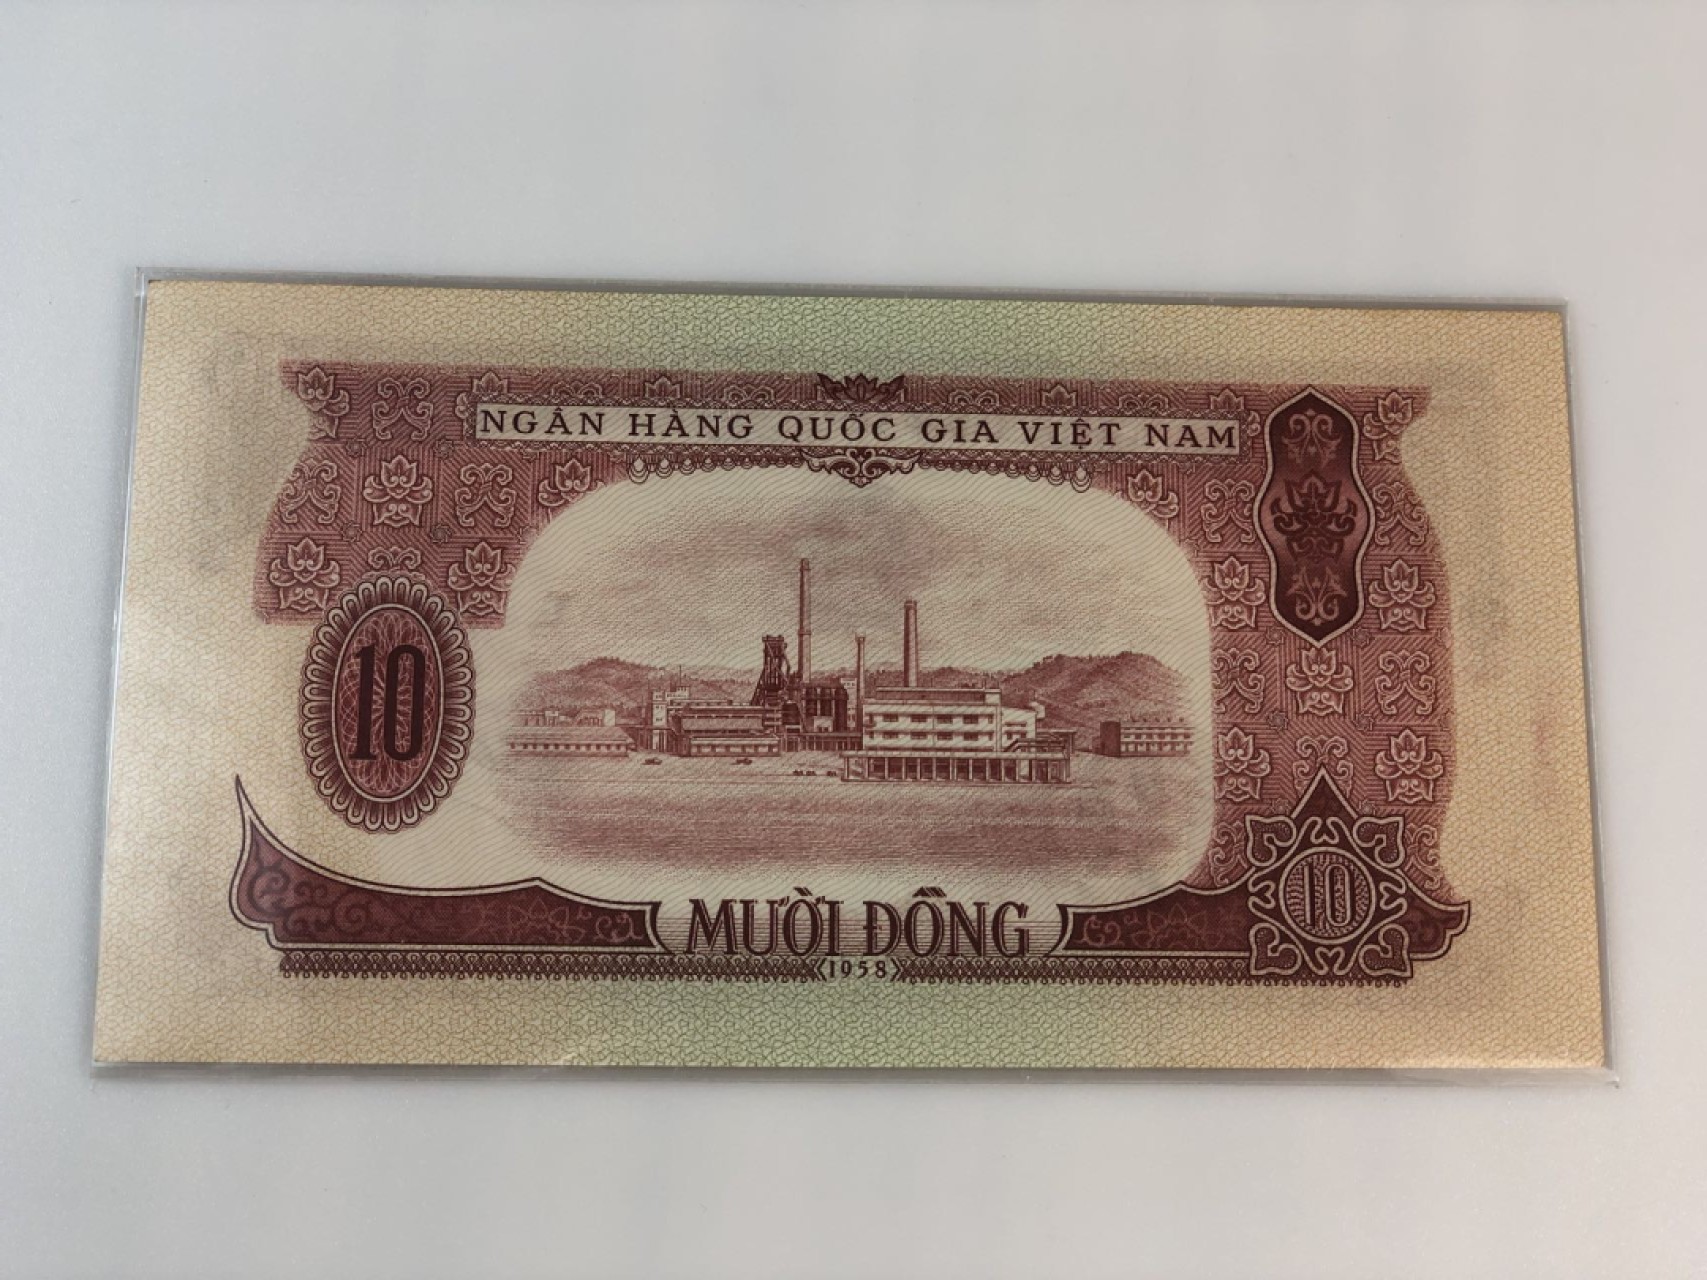 NGÂN HÀNG QUỐC GIA VIỆT NAM
10
10
MƯỜI ĐỒNG
1958